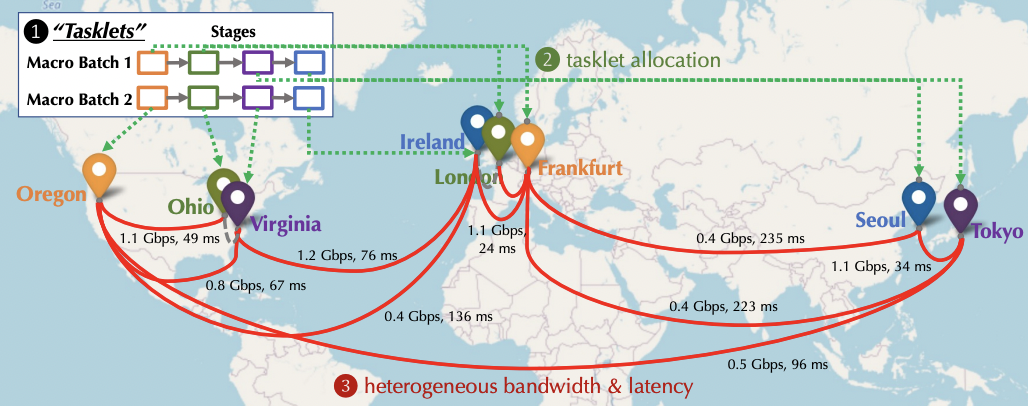 Sea
1 "Tasklets"
Stages
Macro Batch 1
Macro Batch 2
2 tasklet allocation
Ireland
London
Frankfurt
Oregon
Ohio
Virginia
Seoul
Tokyo
1.1 Gbps, 49 ms
1.2 Gbps, 76 ms
1.1 Gbps,
24 ms
0.4 Gbps, 235 ms
1.1 Gbps, 34 ms
0.8 Gbps, 67 ms
0.4 Gbps, 136 ms
0.4 Gbps, 223 ms
0.5 Gbps, 96 ms
3 heterogeneous bandwidth & latency